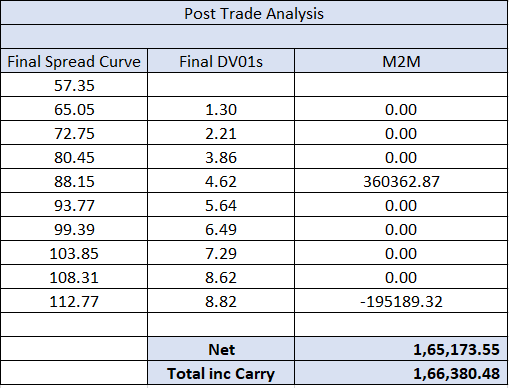 Post Trade Analysis
Final Spread Curve Final DV01s M2M
57.35
65.05 1.30 0.00
72.75 2.21 0.00
80.45 3.86 0.00
88.15 4.62 360362.87
93.77 5.64 0.00
99.39 6.49 0.00
103.85 7.29 0.00
108.31 8.62 0.00
112.77 8.82 -195189.32
Net 1,65,173.55
Total inc Carry 1,66,380.48